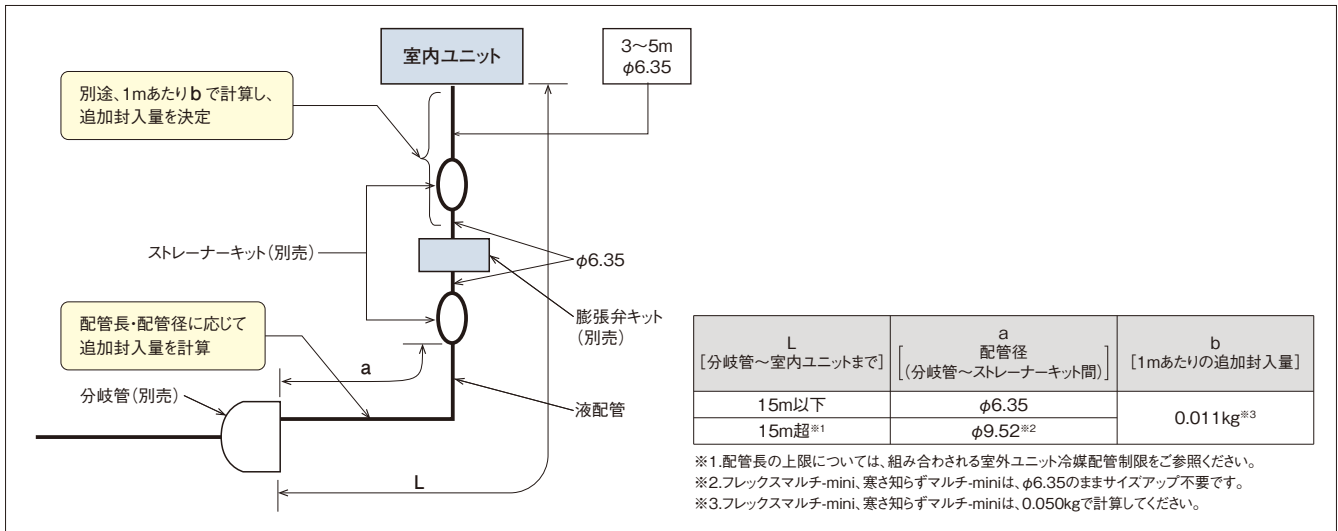 室内ユニット
3〜5m
φ6.35
別途、1mあたりbで計算し、
追加封入量を決定
ストレーナーキット(別売)
φ6.35
膨張弁キット
(別売)
配管長・配管径に応じて
追加封入量を計算
a
分岐管(別売)
液配管
L
L
[分岐管〜室内ユニットまで]
a
配管径
[(分岐管〜ストレーナーキット間)]
b
[1mあたりの追加封入量]
15m以下
φ6.35
0.011kg※3
15m超※1
φ9.52※2
※1.配管長の上限については、組み合わされる室外ユニット冷媒配管制限をご参照ください。
※2.フレックスマルチ-mini、寒さ知らずマルチ-miniは、φ6.35のままサイズアップ不要です。
※3.フレックスマルチ-mini、寒さ知らずマルチ-miniは、0.050kgで計算してください。